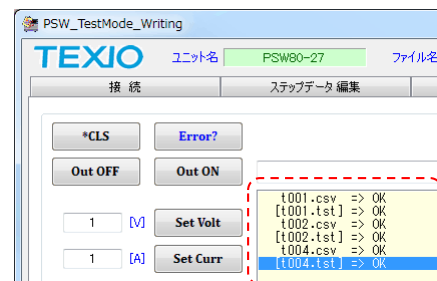 PSW_TestMode_Writing
TEXIO ユニット名 PSW80-27 ファイル名
接 続 ステップデータ編集
*CLS Error?
Out OFF Out ON
t001.csv => OK
[t001.tst] => OK
t002.csv => OK
[t002.tst] => OK
t004.csv => OK
[t004.tst] => OK
1 [V] Set Volt
1 [A] Set Curr